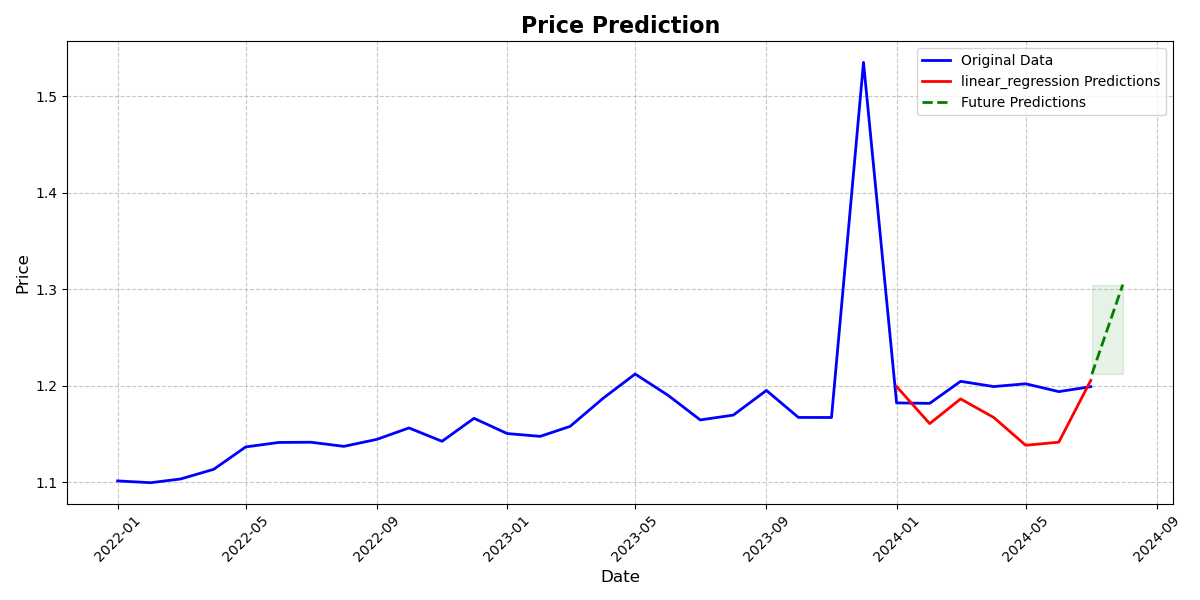 Price Prediction
Original Data
linear_regression Predictions
Future Predictions
Price
1.5
1.4
1.3
1.2
1.1
2022-01
2022-05
2022-09
2023-01
2023-05
2023-09
2024-01
2024-05
2024-09
Date